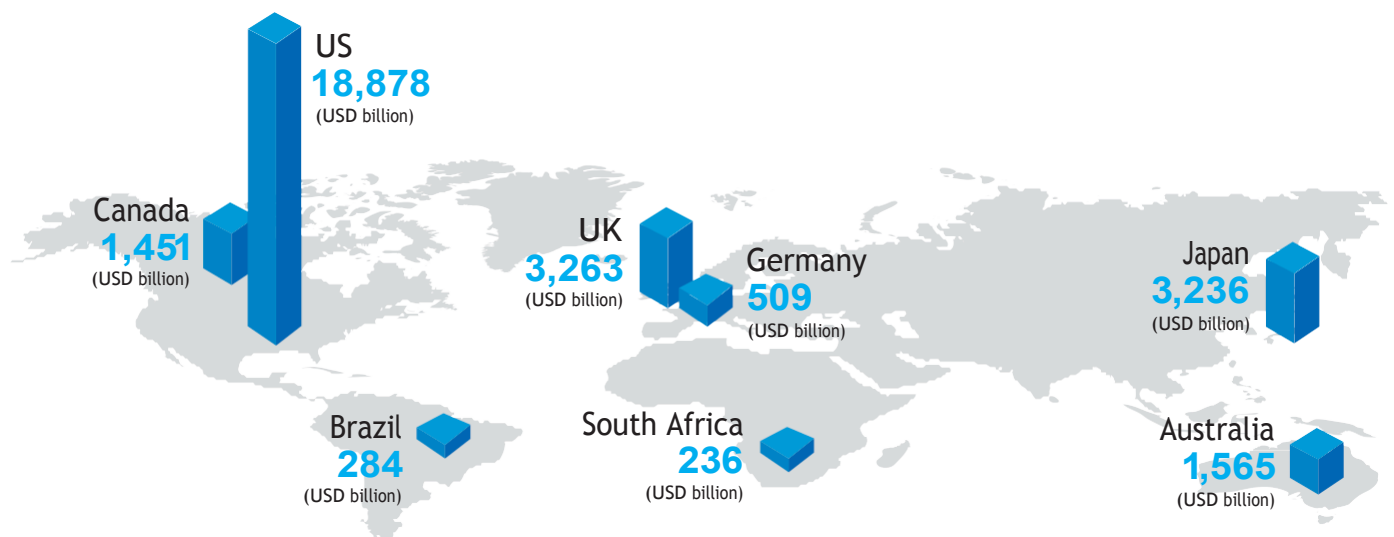 US
18,878
(USD billion)
Canada
1,451
(USD billion)
UK
3,263
(USD billion)
Germany
509
(USD billion)
Japan
3,236
(USD billion)
Brazil
284
(USD billion)
South Africa
236
(USD billion)
Australia
1,565
(USD billion)